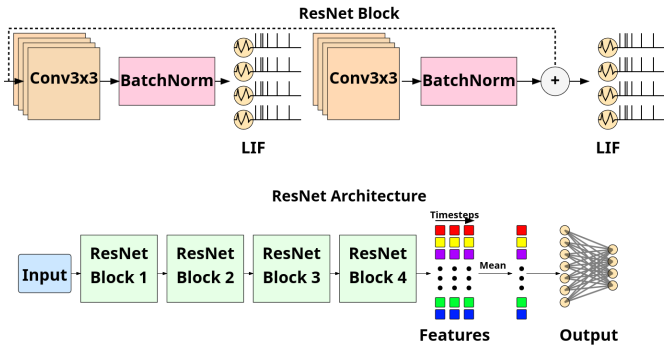 ResNet Block
Conv3x3
BatchNorm
LIF
Conv3x3
BatchNorm
+
LIF
ResNet Architecture
Input
ResNet
Block 1
ResNet
Block 2
ResNet
Block 3
ResNet
Block 4
Timesteps
Mean
Features
Output